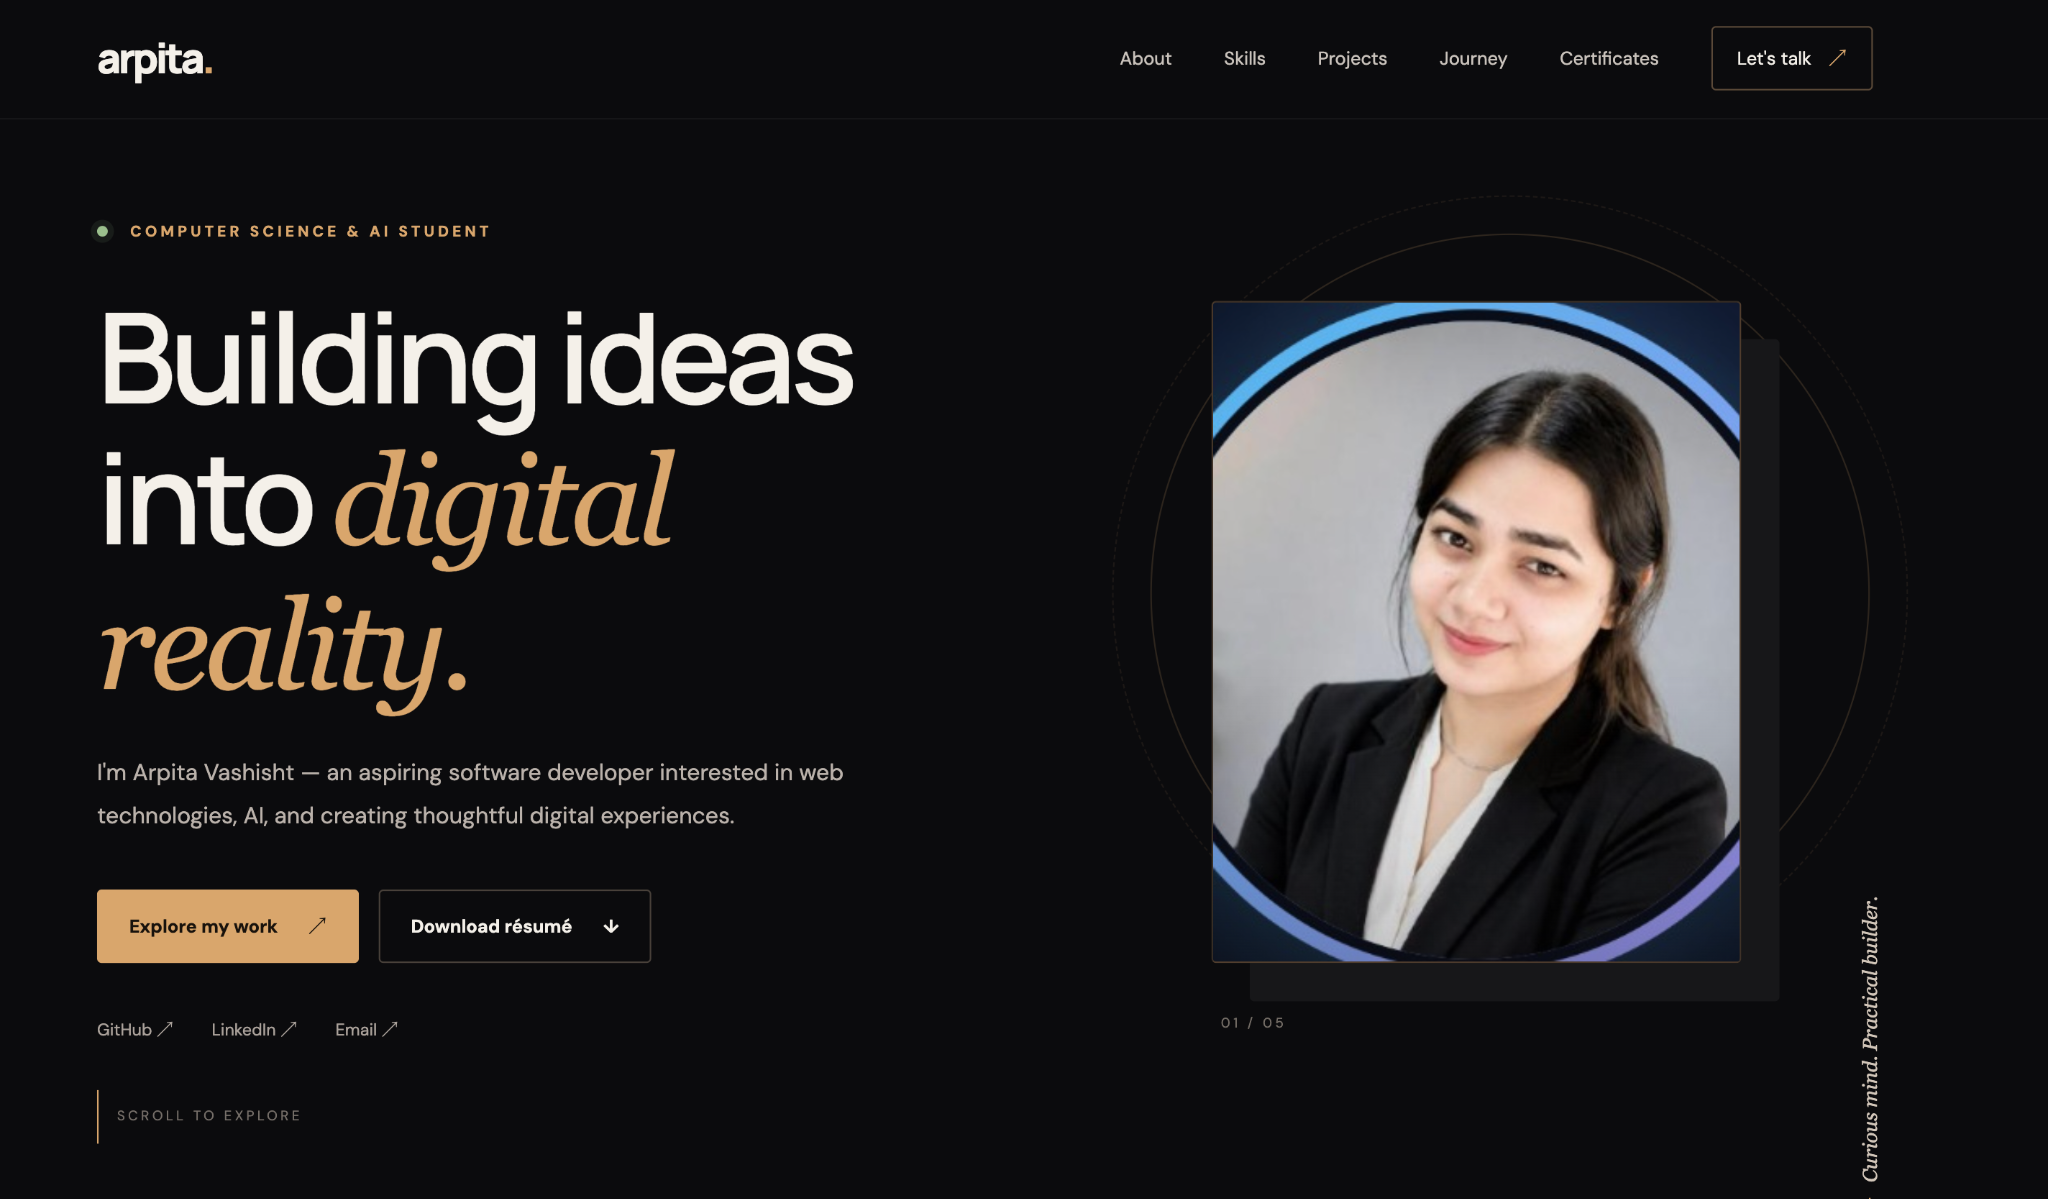 arpita.
About Skills Projects Journey Certificates Let's talk ↗
COMPUTER SCIENCE & AI STUDENT
Building ideas
into digital
reality.
I'm Arpita Vashisht — an aspiring software developer interested in web
technologies, AI, and creating thoughtful digital experiences.
Explore my work ↗ Download résumé ↓
GitHub ↗ LinkedIn ↗ Email ↗
SCROLL TO EXPLORE
01 / 05
Curious mind. Practical builder.